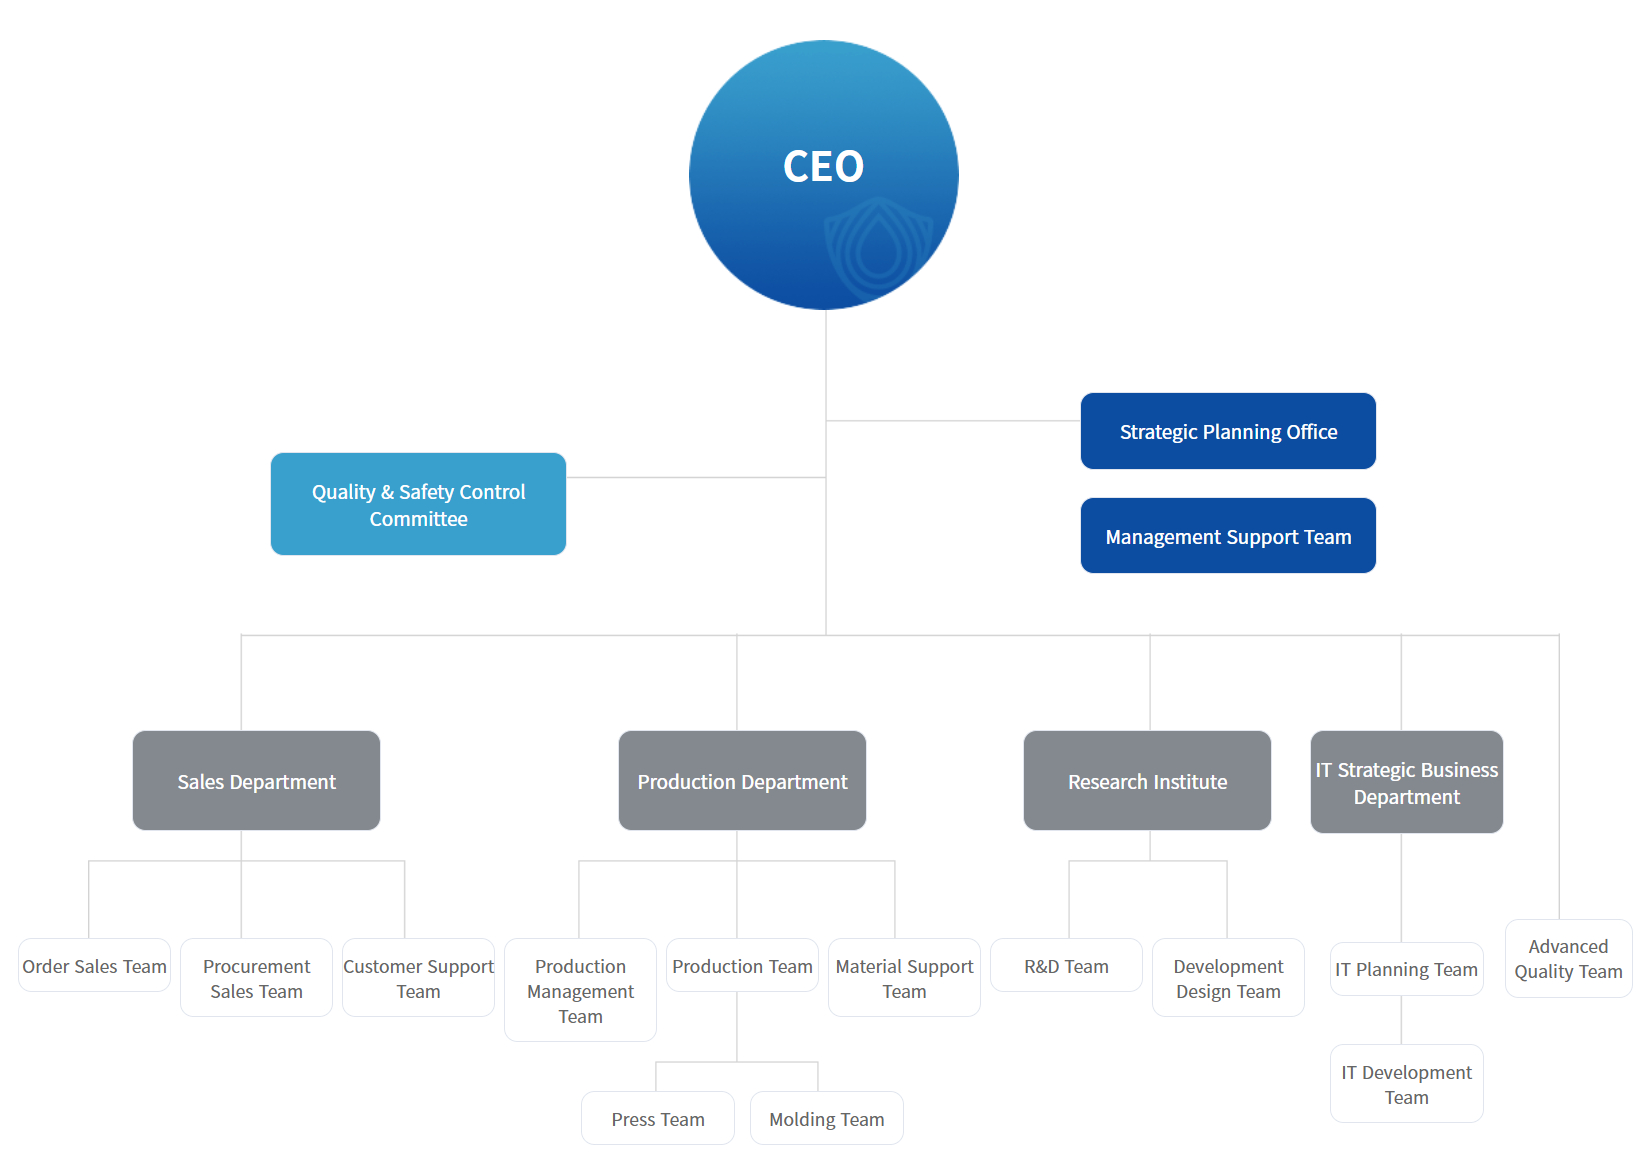 CEO
Strategic Planning Office
Quality & Safety Control
Committee
Management Support Team
Sales Department
Production Department
Research Institute
IT Strategic Business
Department
Order Sales Team
Procurement
Sales Team
Customer Support
Team
Production
Management
Team
Production Team
Material Support
Team
R&D Team
Development
Design Team
IT Planning Team
Advanced
Quality Team
Press Team
Molding Team
IT Development
Team